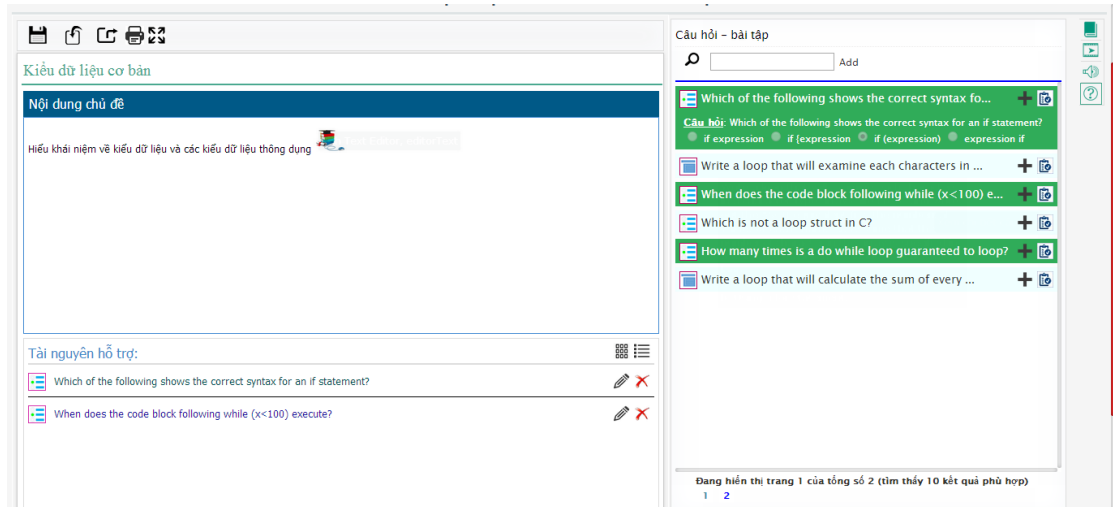 Kiểu dữ liệu cơ bản
Nội dung chủ đề
Hiểu khái niệm về kiểu dữ liệu và các kiểu dữ liệu thông dụng
Tài nguyên hỗ trợ:
Which of the following shows the correct syntax for an if statement?
When does the code block following while (x<100) execute?
Câu hỏi – bài tập
Add
Which of the following shows the correct syntax fo...
Câu hỏi: Which of the following shows the correct syntax for an if statement?
if expression if {expression if (expression) expression if
Write a loop that will examine each characters in ...
When does the code block following while (x<100) e...
Which is not a loop struct in C?
How many times is a do while loop guaranteed to loop?
Write a loop that will calculate the sum of every ...
Đang hiển thị trang 1 của tổng số 2 (tìm thấy 10 kết quả phù hợp)
1 2